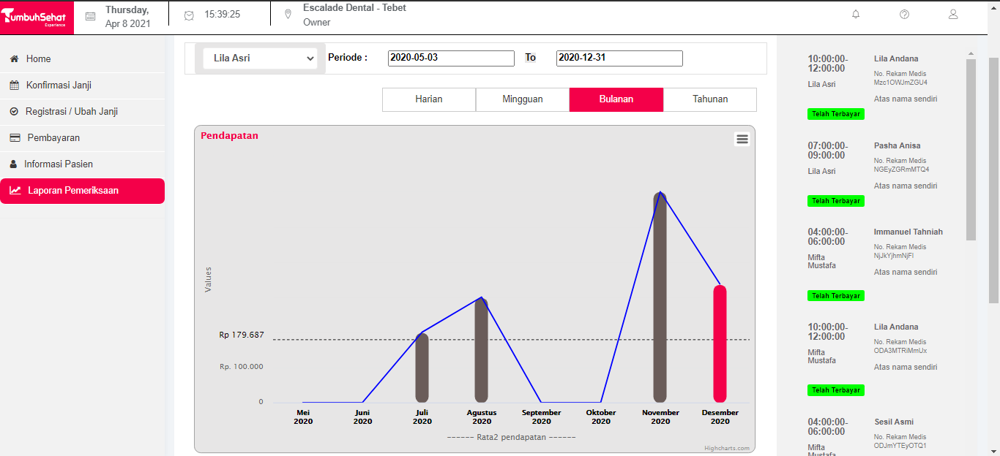 TumbuhSehat
Experience
Thursday,
Apr 8 2021
15:39:25
Escalade Dental - Tebet
Owner
Home
Konfirmasi Janji
Registrasi / Ubah Janji
Pembayaran
Informasi Pasien
Laporan Pemeriksaan
Lila Asri
Periode :
2020-05-03
To
2020-12-31
Harian
Mingguan
Bulanan
Tahunan
Pendapatan
Values
Rp 179.687
Rp. 100.000
0
Mei
2020
Juni
2020
Juli
2020
Agustus
2020
September
2020
Oktober
2020
November
2020
Desember
2020
------ Rata2 pendapatan ------
Highcharts.com
10:00:00-
12:00:00
Lila Asri
Lila Andana
No. Rekam Medis
Mzc1OWJmZGU4
Atas nama sendiri
Telah Terbayar
07:00:00-
09:00:00
Lila Asri
Pasha Anisa
No. Rekam Medis
NGEyZGRmMTQ4
Atas nama sendiri
Telah Terbayar
04:00:00-
06:00:00
Mifta
Mustafa
Immanuel Tahniah
No. Rekam Medis
NjJkYjhmNjFl
Atas nama sendiri
Telah Terbayar
10:00:00-
12:00:00
Mifta
Mustafa
Lila Andana
No. Rekam Medis
ODA3MTRiMmUx
Atas nama sendiri
Telah Terbayar
04:00:00-
06:00:00
Mifta
Mustafa
Sesil Asmi
No. Rekam Medis
ODJmYTEyOTQ1